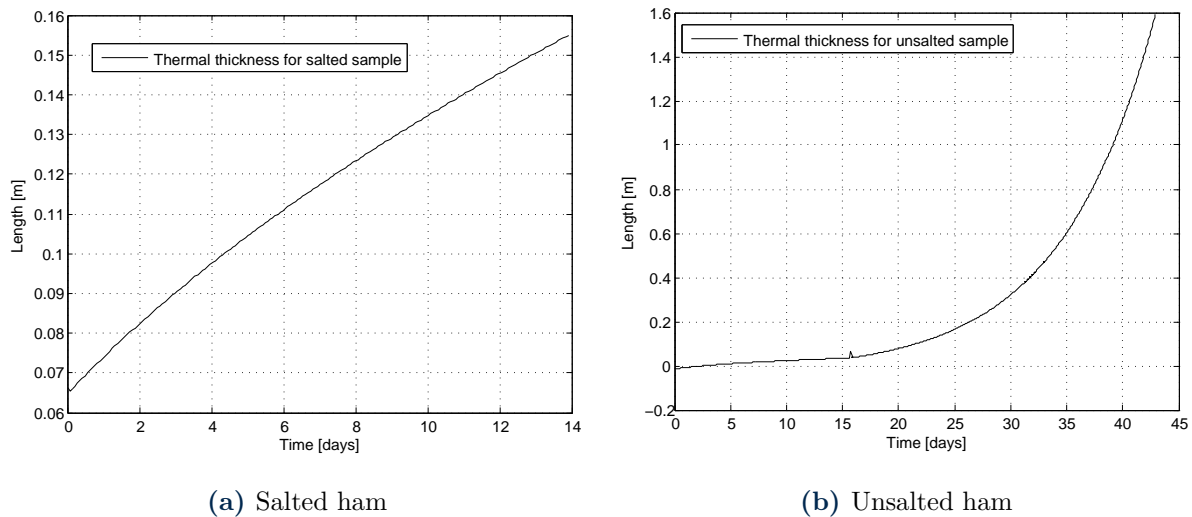 0.16
0.15
0.14
0.13
0.12
0.11
0.1
0.09
0.08
0.07
0.06
Length [m]
Thermal thickness for salted sample
0 2 4 6 8 10 12 14
Time [days]
(a) Salted ham
1.6
1.4
1.2
1
0.8
0.6
0.4
0.2
0
−0.2
Length [m]
Thermal thickness for unsalted sample
0 5 10 15 20 25 30 35 40 45
Time [days]
(b) Unsalted ham